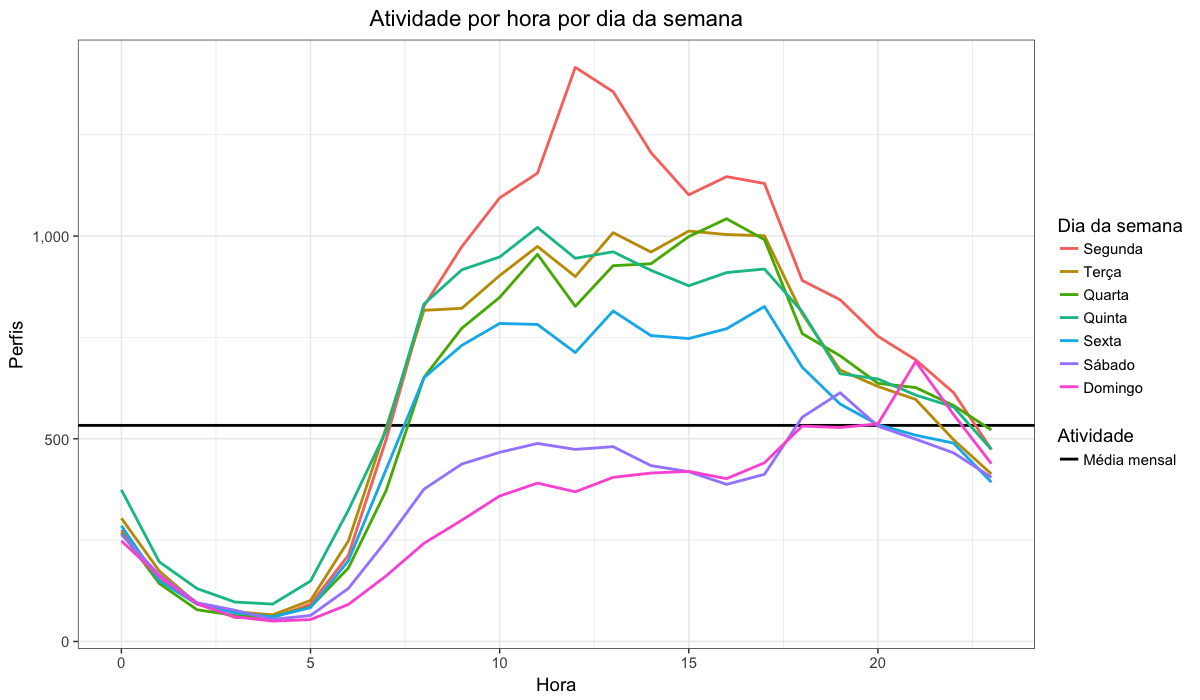 Atividade por hora por dia da semana
Perfis
1,000
500
0
0
5
10
15
20
Hora
Dia da semana
Segunda
Terça
Quarta
Quinta
Sexta
Sábado
Domingo
Atividade
Média mensal